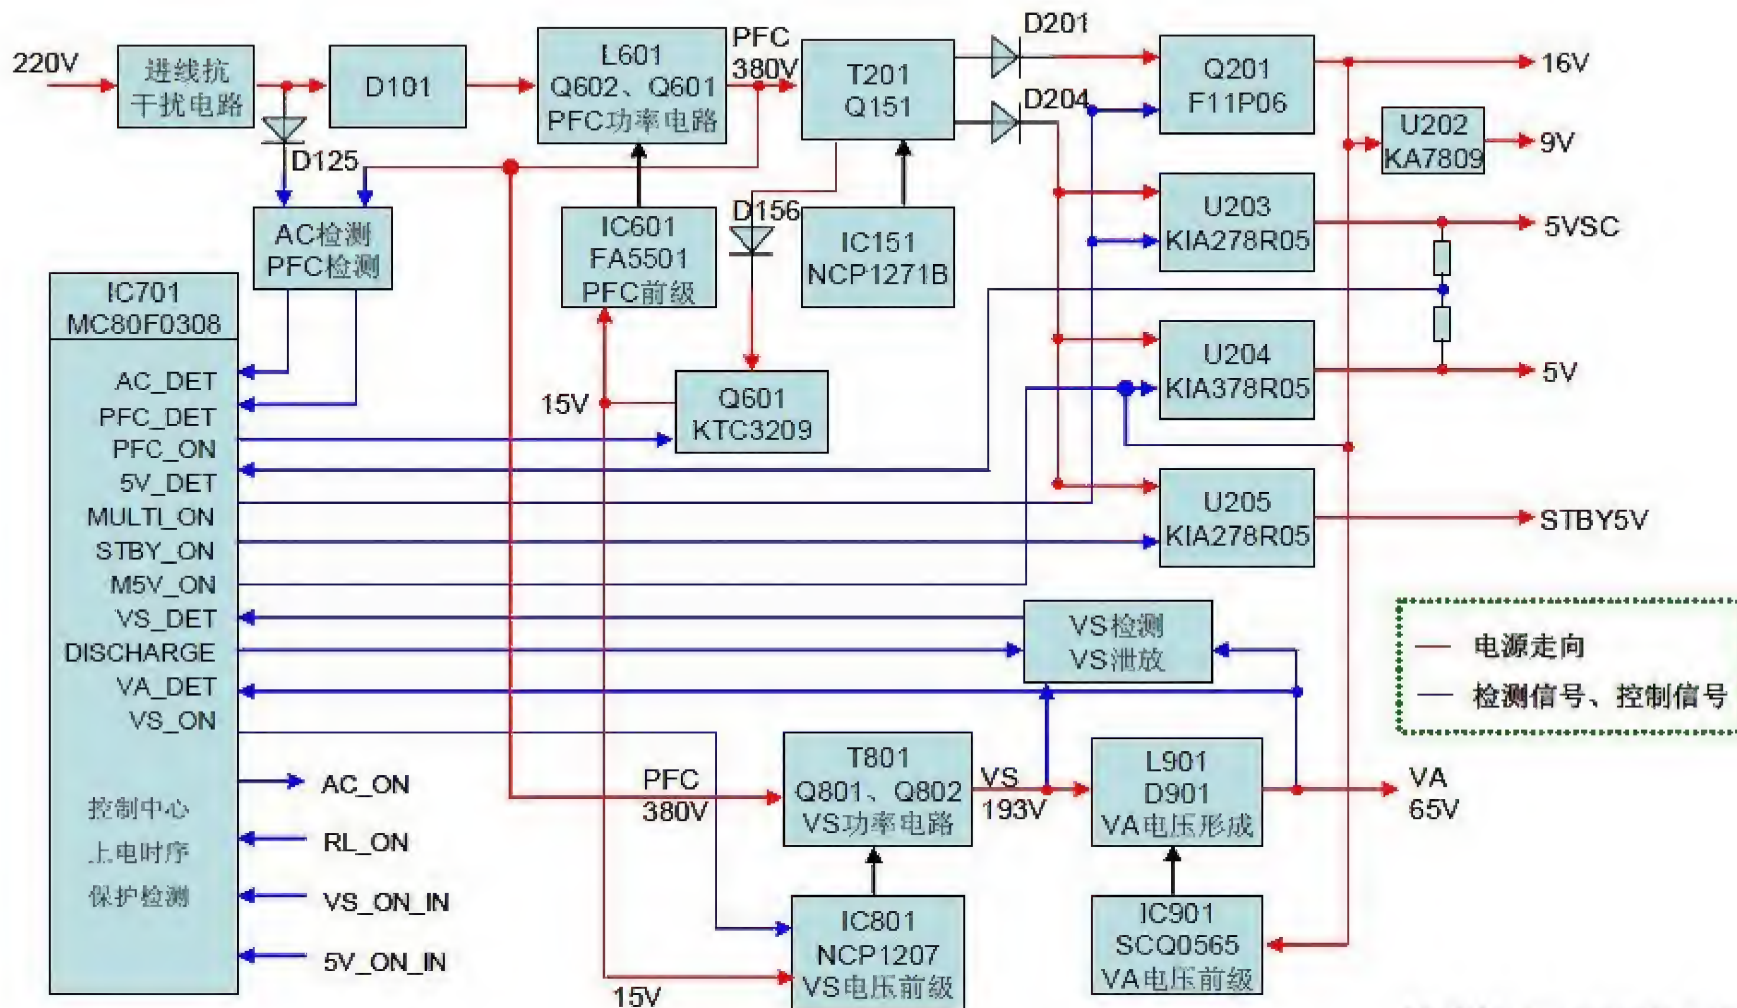 220V
进线抗
干扰电路
D125
D101
L601
Q602、Q601
PFC功率电路
PFC
380V
T201
Q151
D201
D204
Q201
F11P06
16V
U202
KA7809
9V
AC检测
PFC检测
IC601
FA5501
PFC前级
D156
IC151
NCP1271B
U203
KIA278R05
5VSC
IC701
MC80F0308
AC_DET
PFC_DET
PFC_ON
5V_DET
MULTI_ON
STBY_ON
M5V_ON
VS_DET
DISCHARGE
VA_DET
VS_ON
控制中心
上电时序
保护检测
15V
Q601
KTC3209
U204
KIA378R05
5V
U205
KIA278R05
STBY5V
VS检测
VS泄放
电源走向
检测信号、控制信号
AC_ON
RL_ON
VS_ON_IN
5V_ON_IN
PFC
380V
T801
Q801、Q802
VS功率电路
VS
193V
L901
D901
VA电压形成
VA
65V
IC801
NCP1207
VS电压前级
15V
IC901
SCQ0565
VA电压前级